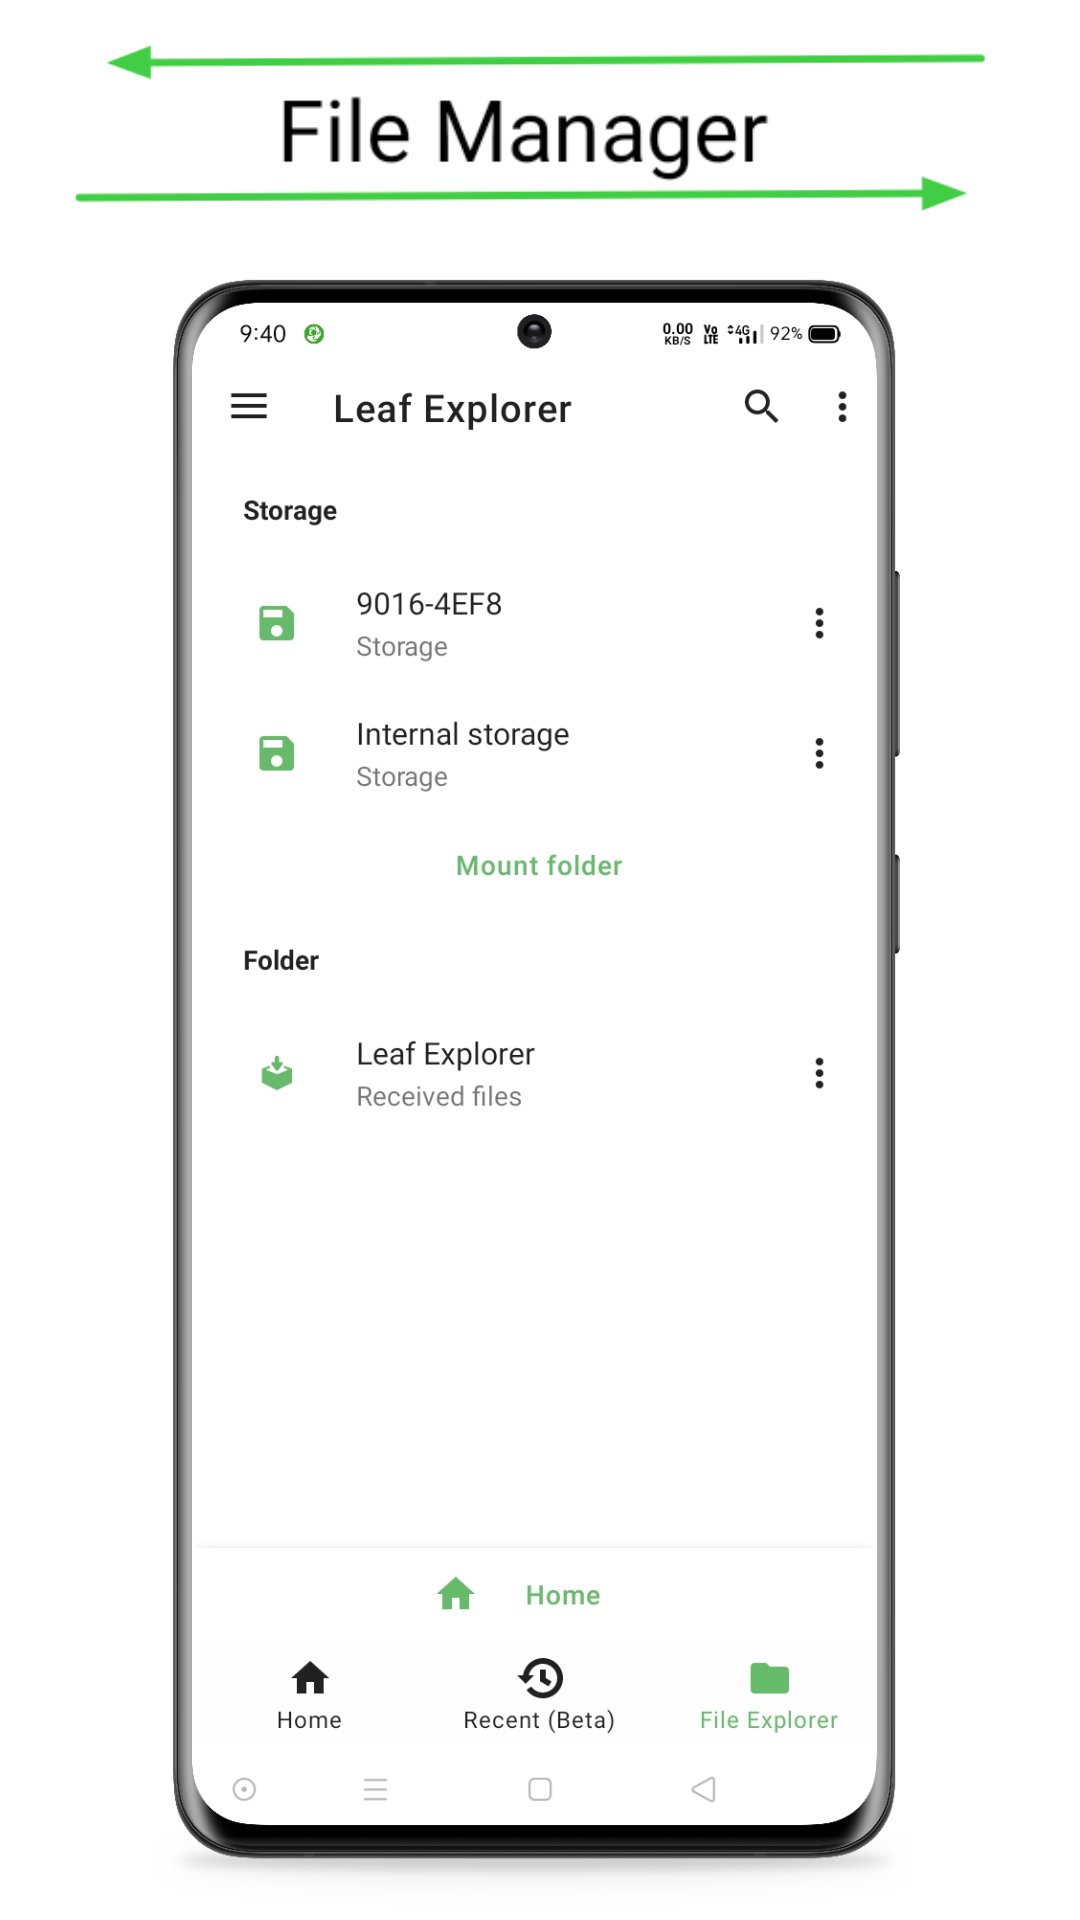 File Manager
9:40
0.00 KB/S Vo LTE 4G 92%
Leaf Explorer
Storage
9016-4EF8
Storage
Internal storage
Storage
Mount folder
Folder
Leaf Explorer
Received files
Home
Home Recent (Beta) File Explorer